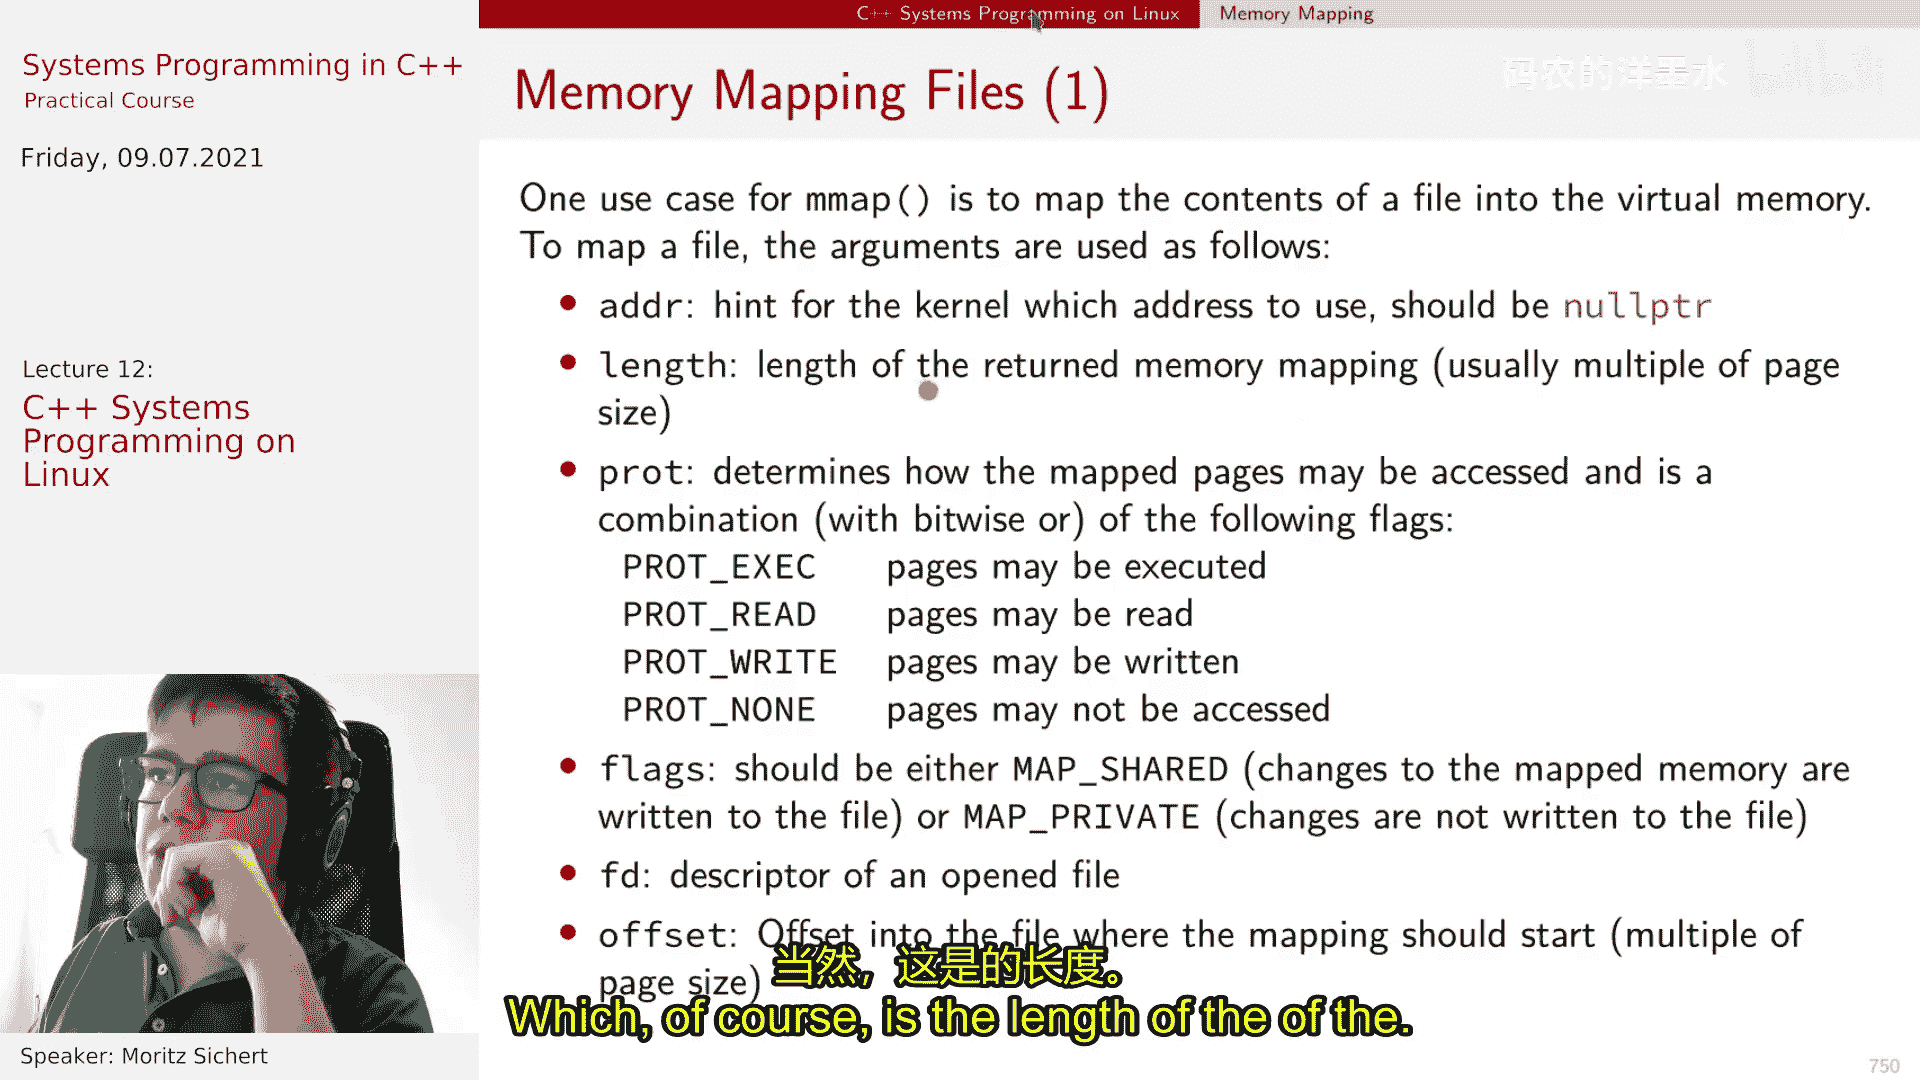 C++ Systems Programming on Linux
Memory Mapping
Systems Programming in C++
Practical Course
Friday, 09.07.2021
Lecture 12:
C++ Systems
Programming on
Linux
Speaker: Moritz Sichert
Memory Mapping Files (1)
码农的洋墨水
One use case for mmap() is to map the contents of a file into the virtual memory.
To map a file, the arguments are used as follows:
addr: hint for the kernel which address to use, should be nullptr
length: length of the returned memory mapping (usually multiple of page
size)
prot: determines how the mapped pages may be accessed and is a
combination (with bitwise or) of the following flags:
PROT_EXEC pages may be executed
PROT_READ pages may be read
PROT_WRITE pages may be written
PROT_NONE pages may not be accessed
flags: should be either MAP_SHARED (changes to the mapped memory are
written to the file) or MAP_PRIVATE (changes are not written to the file)
fd: descriptor of an opened file
offset: Offset into the file where the mapping should start (multiple of
page size)
当然，这是的长度。
Which, of course, is the length of the of the.
750